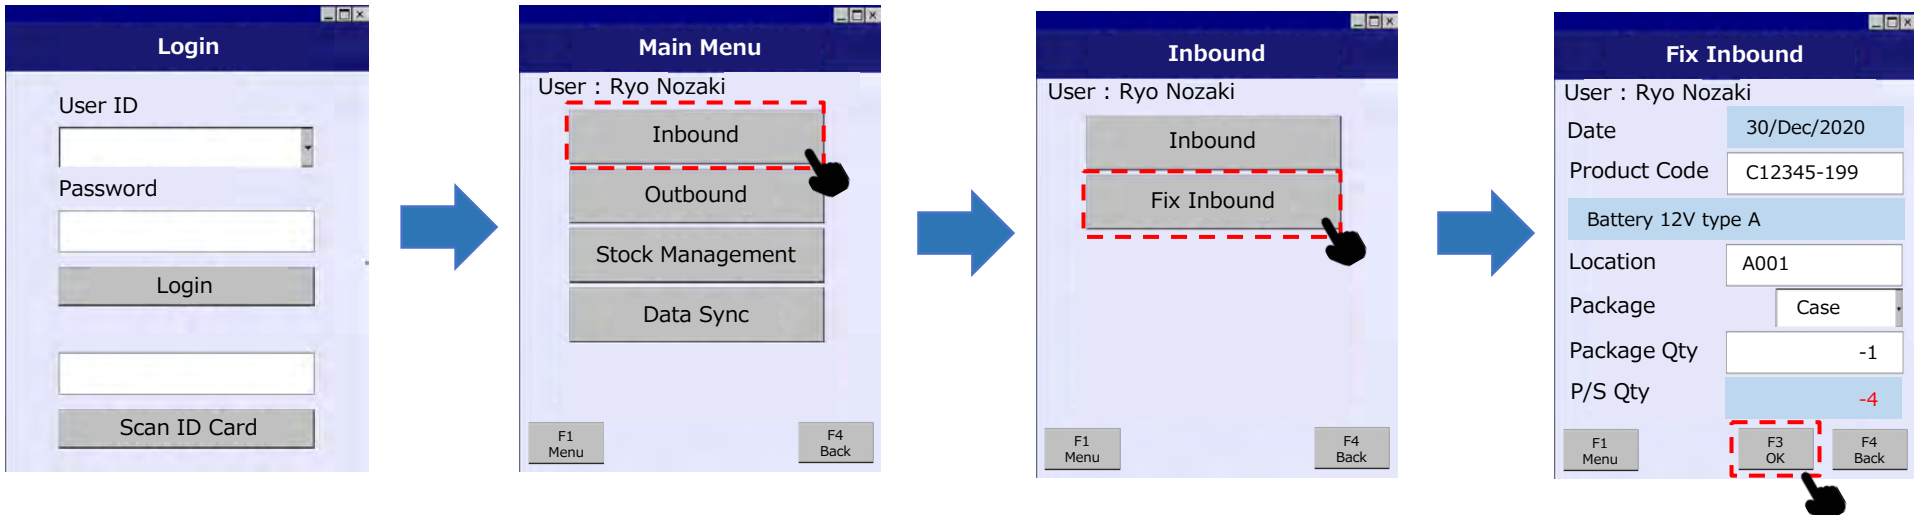 Login
User ID
Password
Login
Scan ID Card
Main Menu
User : Ryo Nozaki
Inbound
Outbound
Stock Management
Data Sync
F1
Menu
F4
Back
Inbound
User : Ryo Nozaki
Inbound
Fix Inbound
F1
Menu
F4
Back
Fix Inbound
User : Ryo Nozaki
Date 30/Dec/2020
Product Code C12345-199
Battery 12V type A
Location A001
Package Case
Package Qty -1
P/S Qty -4
F1
Menu
F3
OK
F4
Back